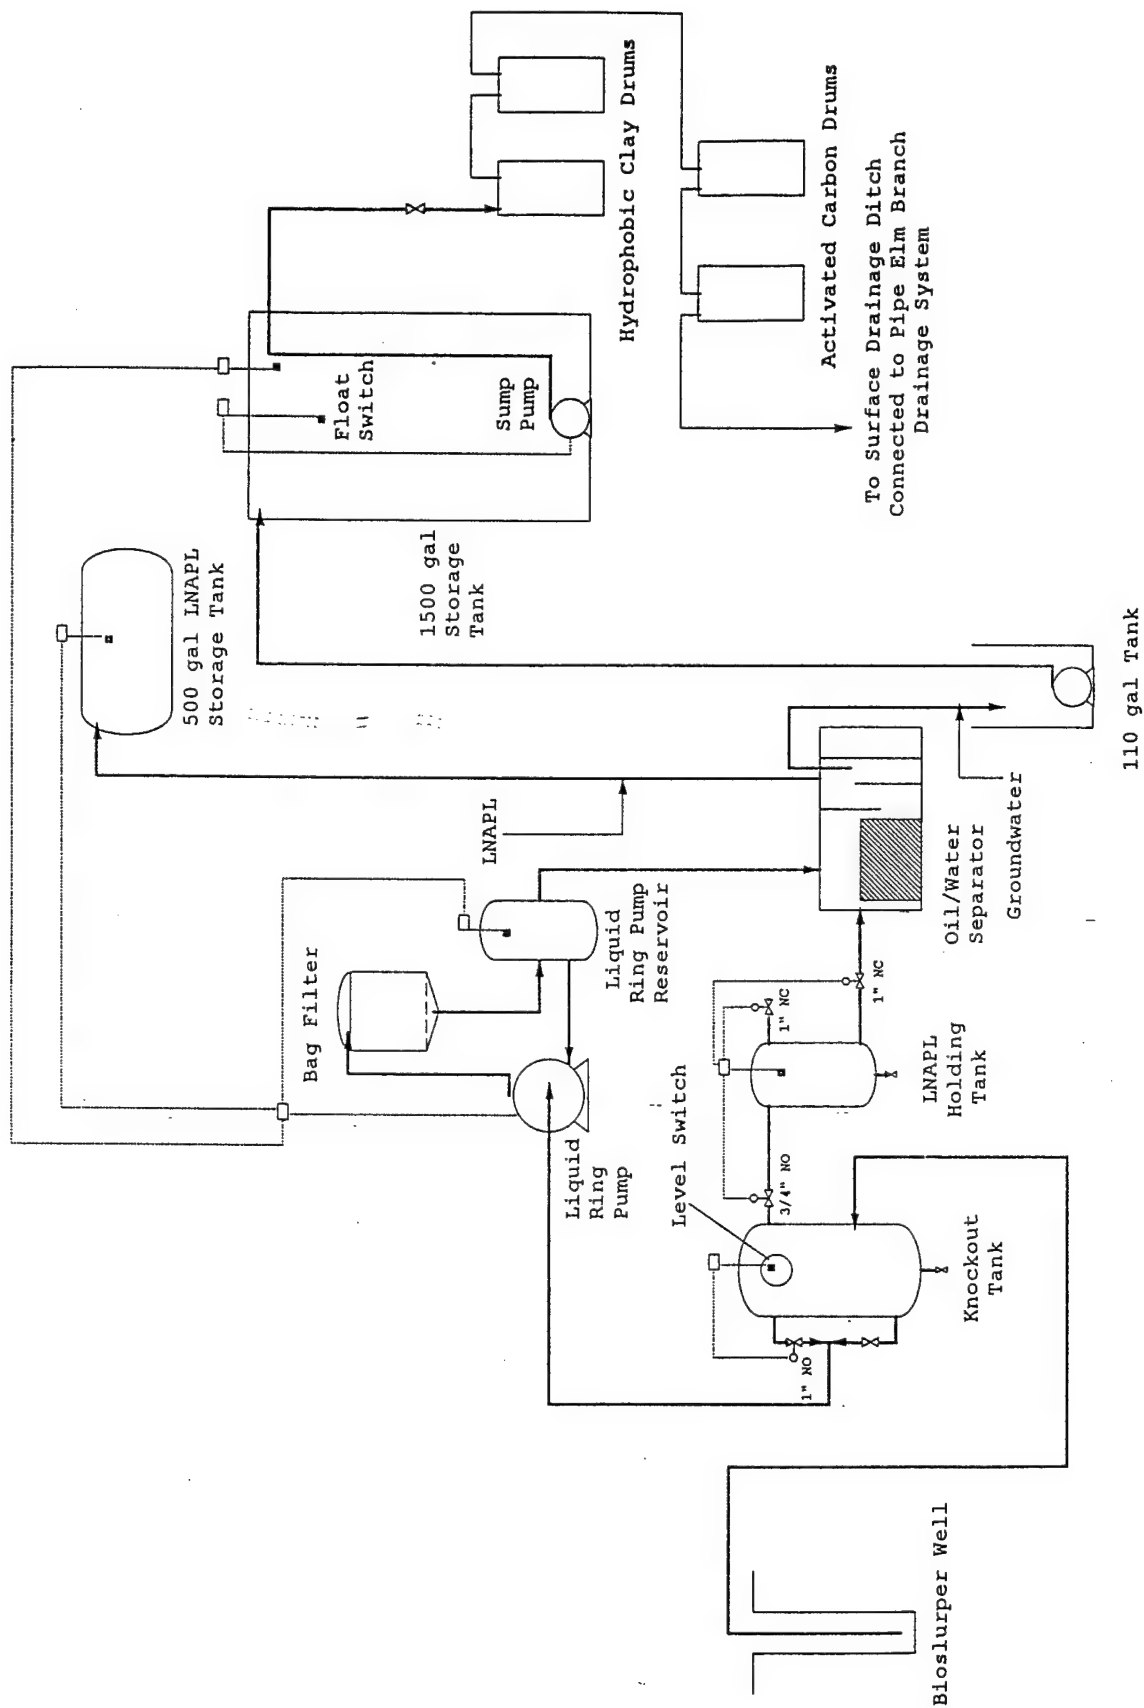 Bioslurper Well
Knockout
Tank
Level Switch
1" NO
3/4" NO
LNAPL
Holding
Tank
1" NC
1" NC
Liquid
Ring
Pump
Bag Filter
Liquid
Ring Pump
Reservoir
Oil/Water
Separator
LNAPL
Groundwater
110 gal Tank
500 gal LNAPL
Storage Tank
1500 gal
Storage
Tank
Float
Switch
Sump
Pump
Hydrophobic Clay Drums
Activated Carbon Drums
To Surface Drainage Ditch
Connected to Pipe Elm Branch
Drainage System